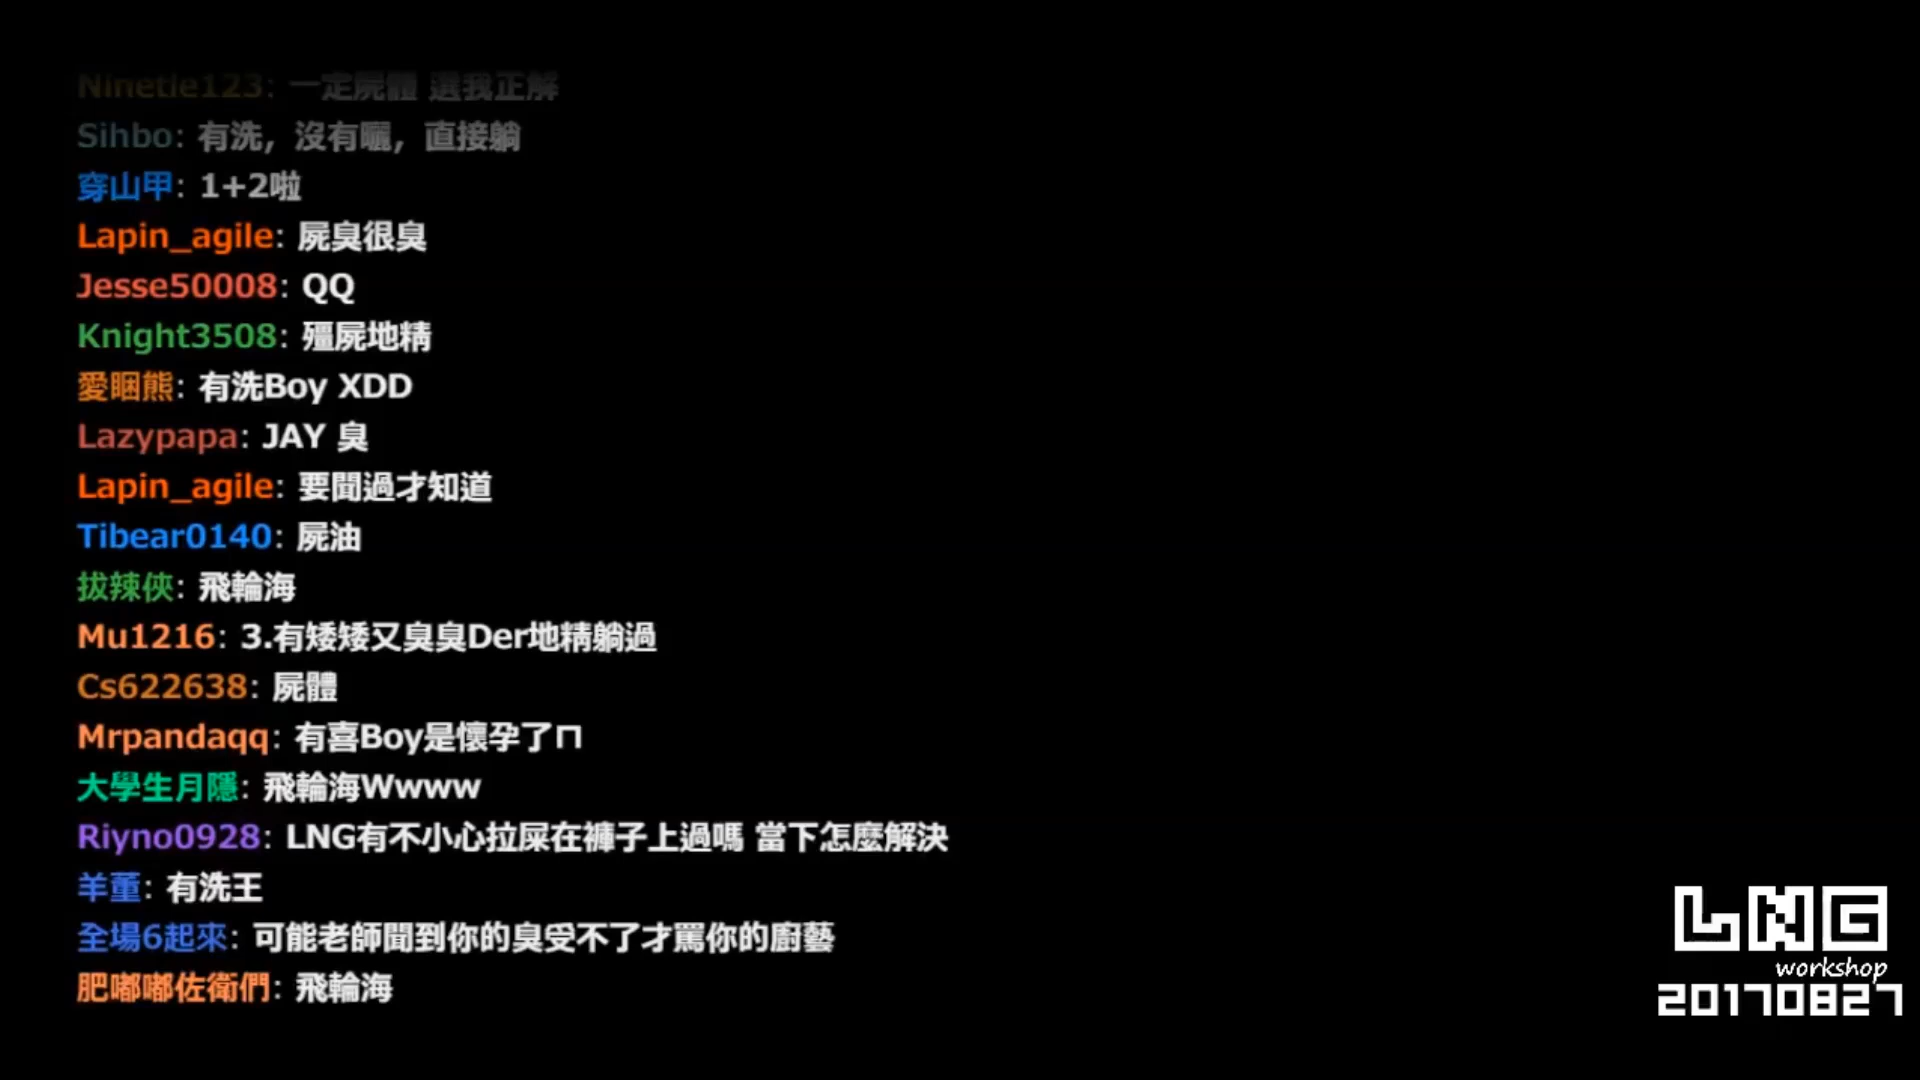 Ninetie123: 一定屍體 選我正解
Sihbo: 有洗，沒有曬，直接躺
穿山甲: 1+2啦
Lapin_agile: 屍臭很臭
Jesse50008: QQ
Knight3508: 殭屍地精
愛睏熊: 有洗Boy XDD
Lazypapa: JAY 臭
Lapin_agile: 要聞過才知道
Tibear0140: 屍油
拔辣俠: 飛輪海
Mu1216: 3.有矮矮又臭臭Der地精躺過
Cs622638: 屍體
Mrpandaqq: 有喜Boy是懷孕了ㄇ
大學生月隱: 飛輪海Wwww
Riyno0928: LNG有不小心拉屎在褲子上過嗎 當下怎麼解決
羊董: 有洗王
全場6起來: 可能老師聞到你的臭受不了才罵你的廚藝
肥嘟嘟佐衛們: 飛輪海
LNG
workshop
20170827